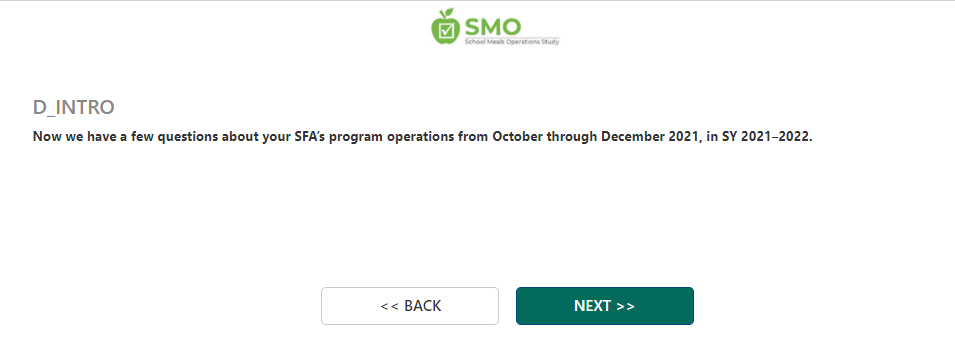 SMO
School Meals Operations Study
D_INTRO
Now we have a few questions about your SFA’s program operations from October through December 2021, in SY 2021–2022.
<< BACK
NEXT >>